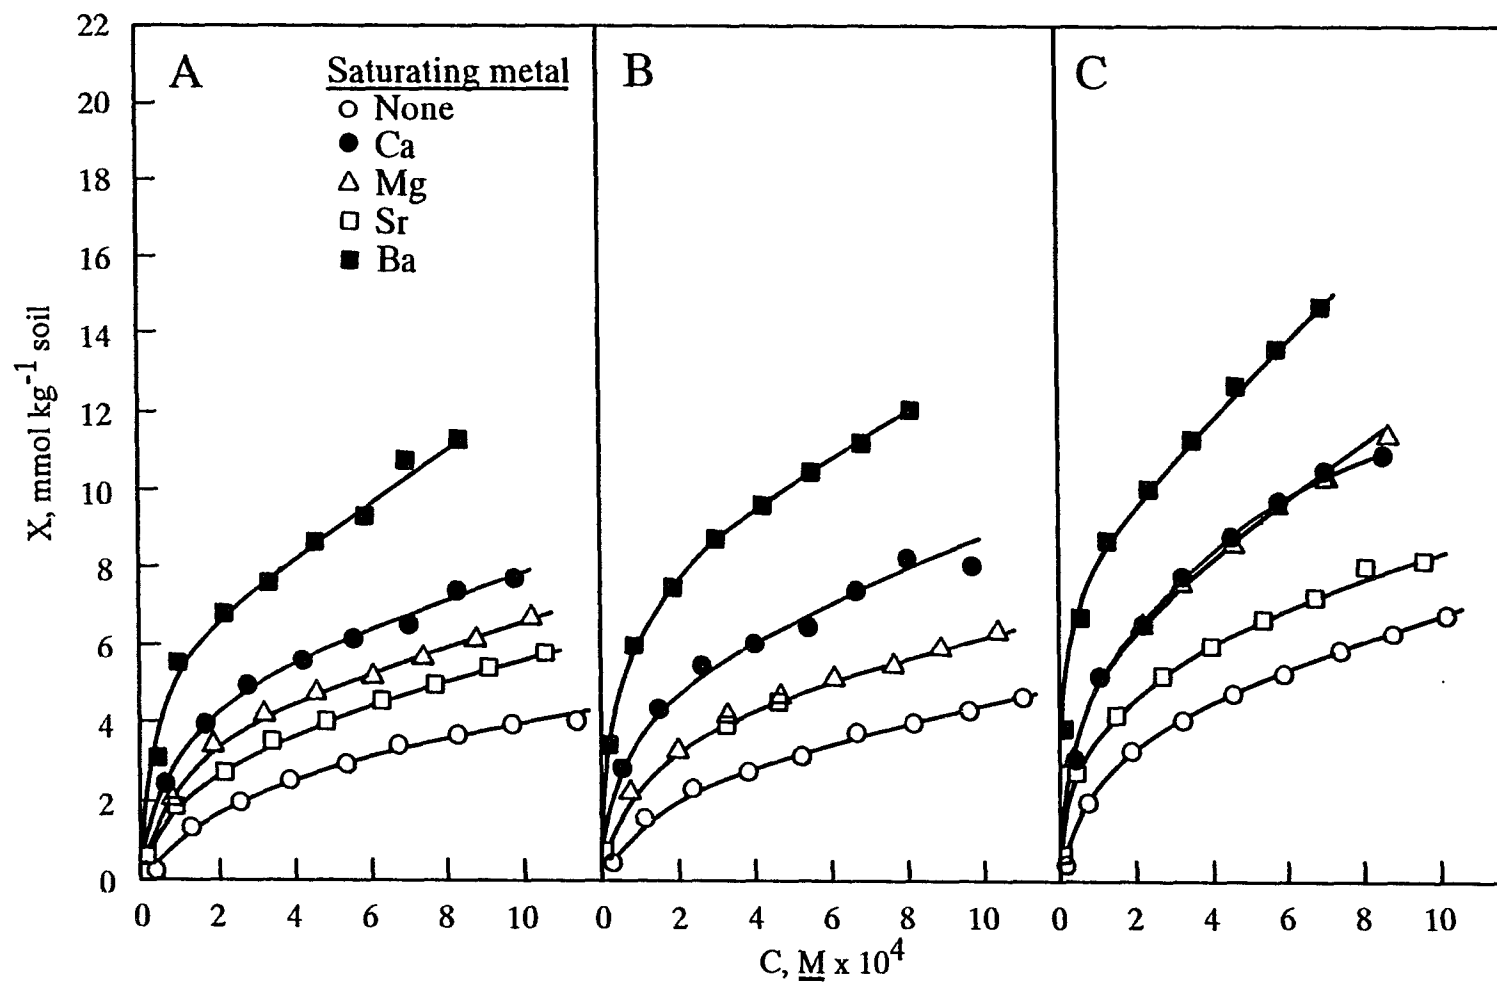 A
B
C
Saturating metal
None
Ca
Mg
Sr
Ba
22
20
18
16
14
12
10
8
6
4
2
0
X, mmol kg⁻¹ soil
0 2 4 6 8 10
0 2 4 6 8 10
0 2 4 6 8 10
C, M x 10⁴